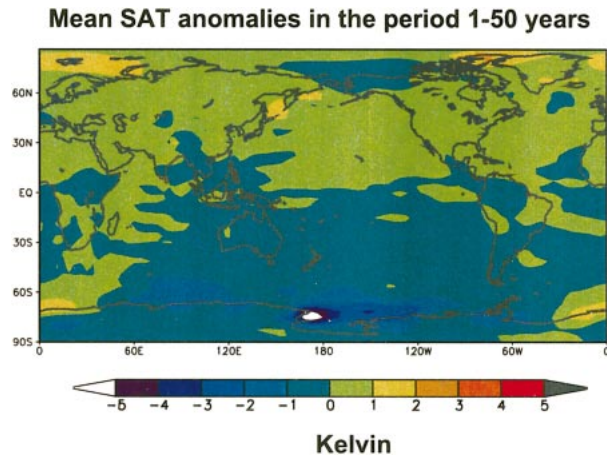 Mean SAT anomalies in the period 1-50 years
60N
30N
EQ
30S
60S
90S
0 60E 120E 180 120W 60W 0
-5 -4 -3 -2 -1 0 1 2 3 4 5
Kelvin